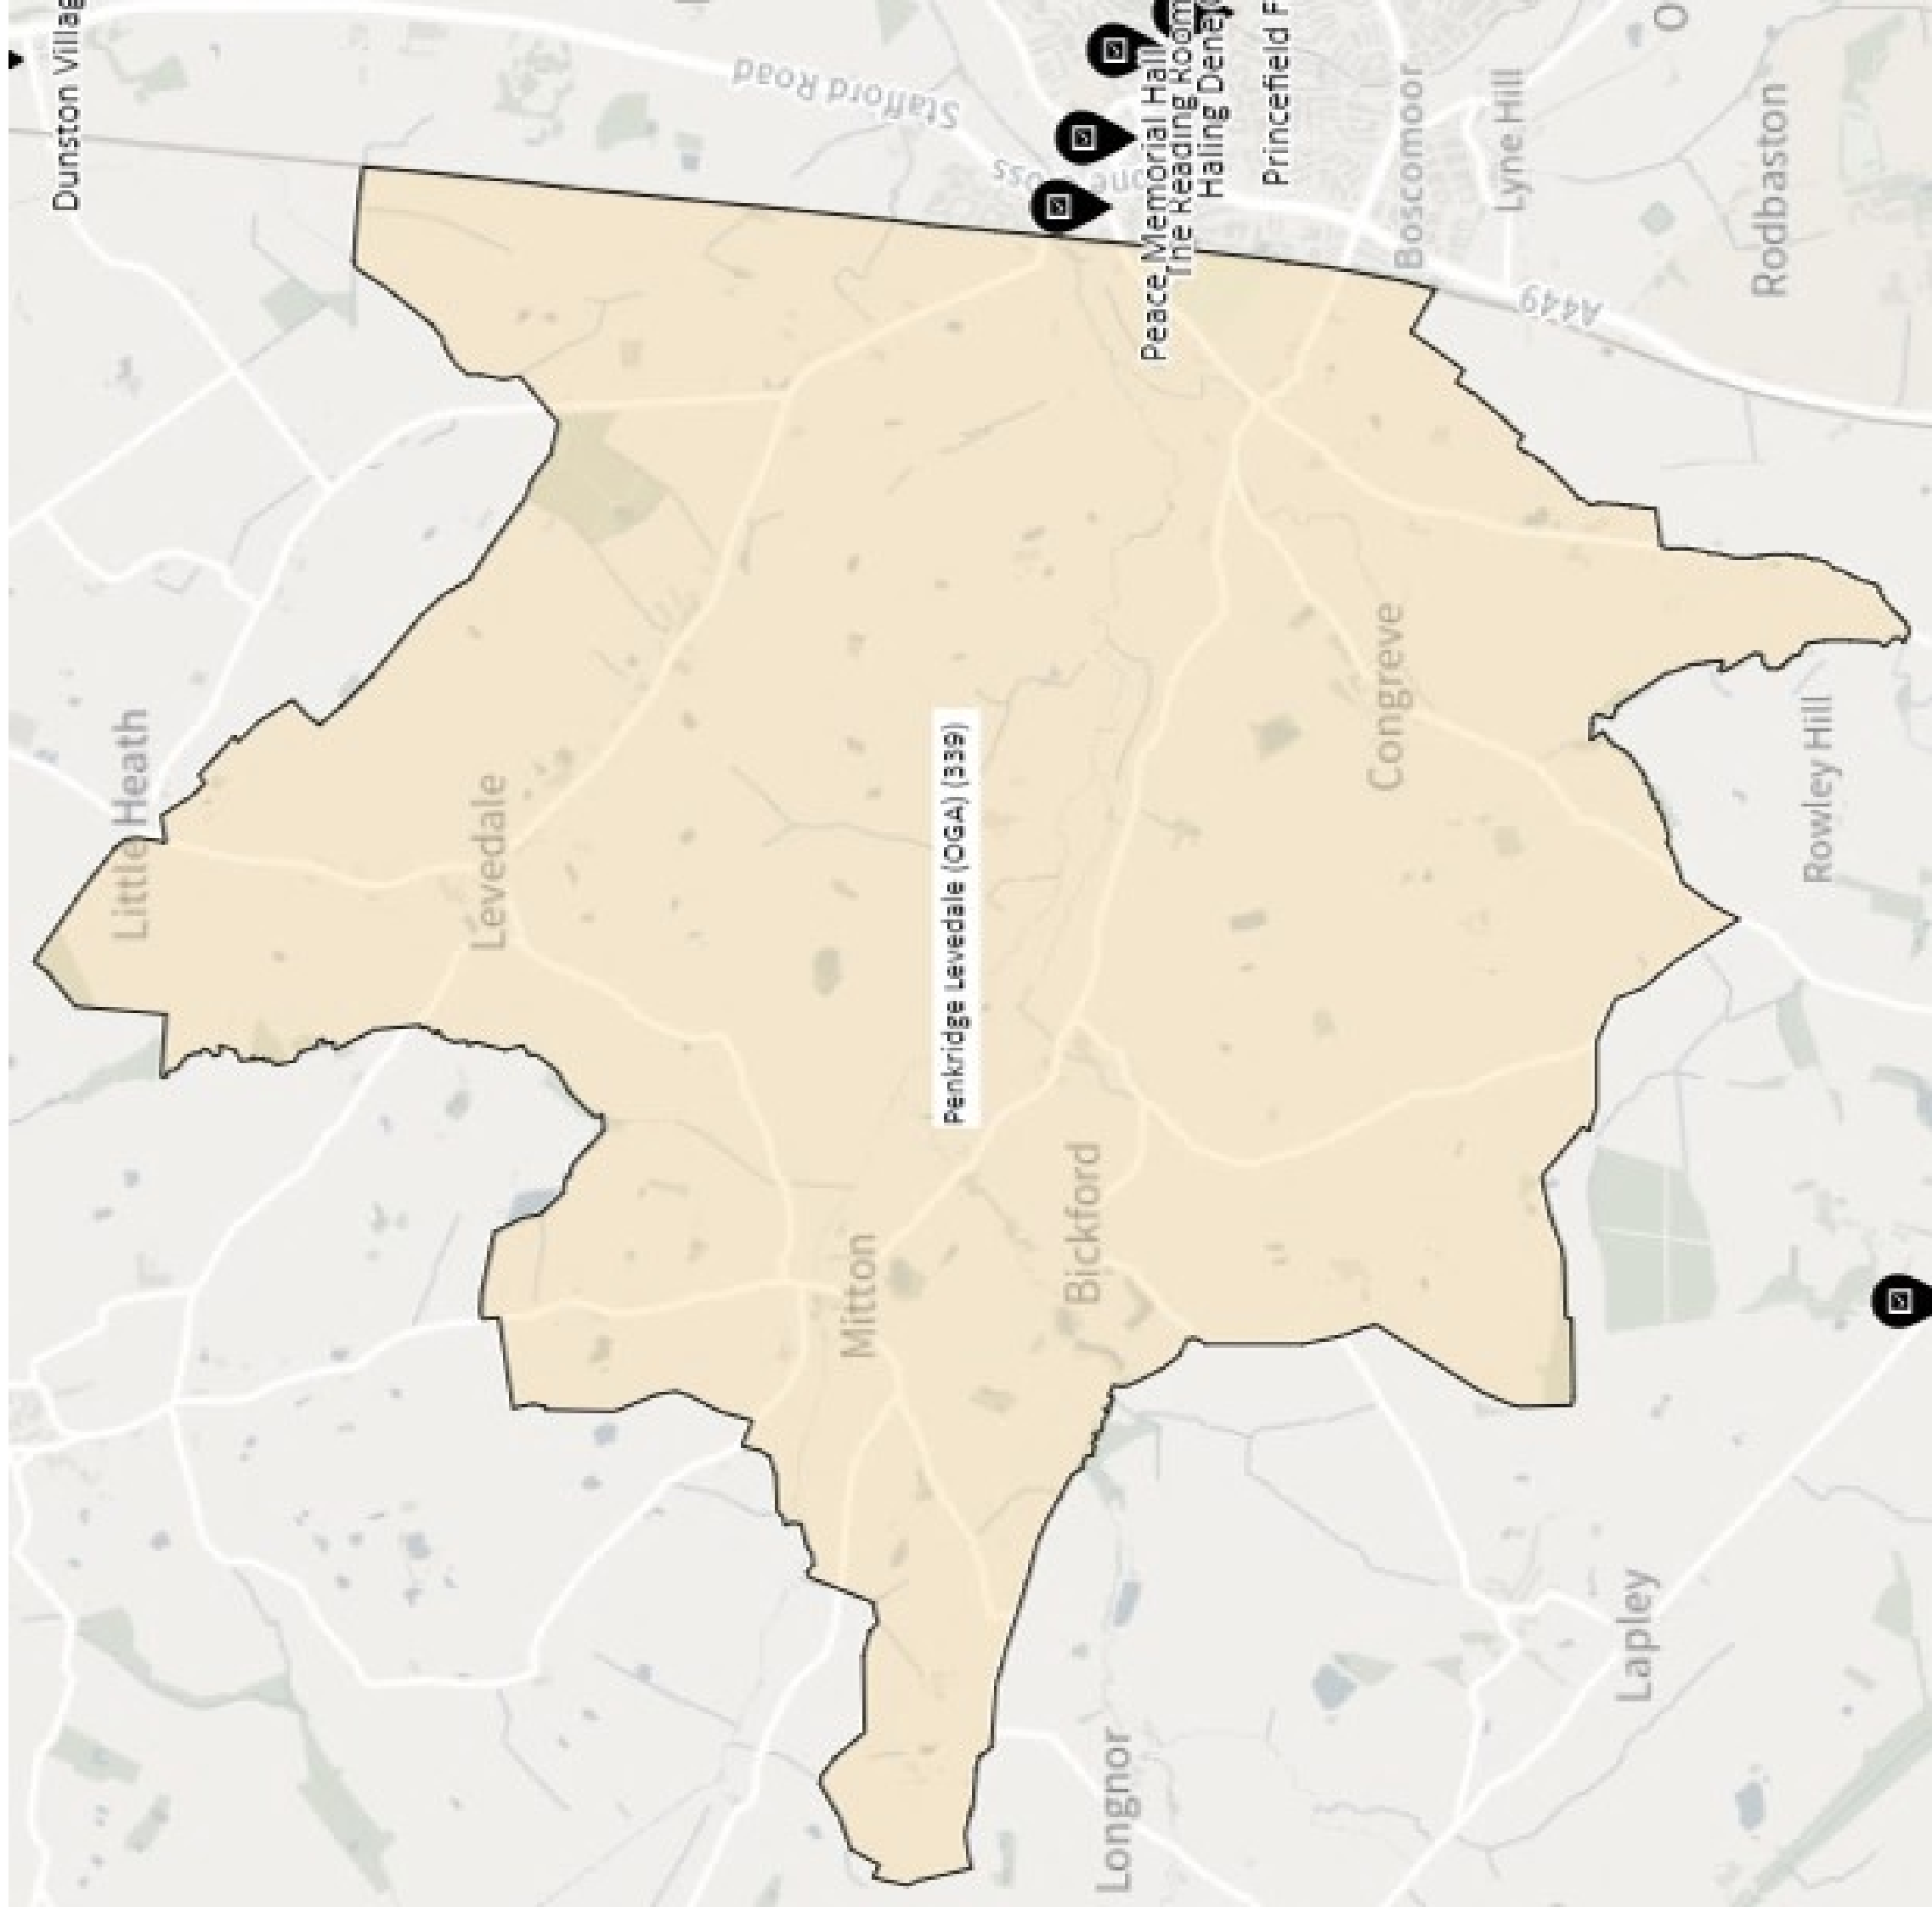 Dunston Villag
Little Heath
Levedale
Stafford Road
Mitton
Penkridge Levedale (OGA) (339)
Bickford
Longnor
Peace Memorial Hall
The Reading Room
Haling Dene
Princefield F
Congreve
Boscomoor
Lyne Hill
A449
Lapley
O
Rodbaston
Rowley Hill